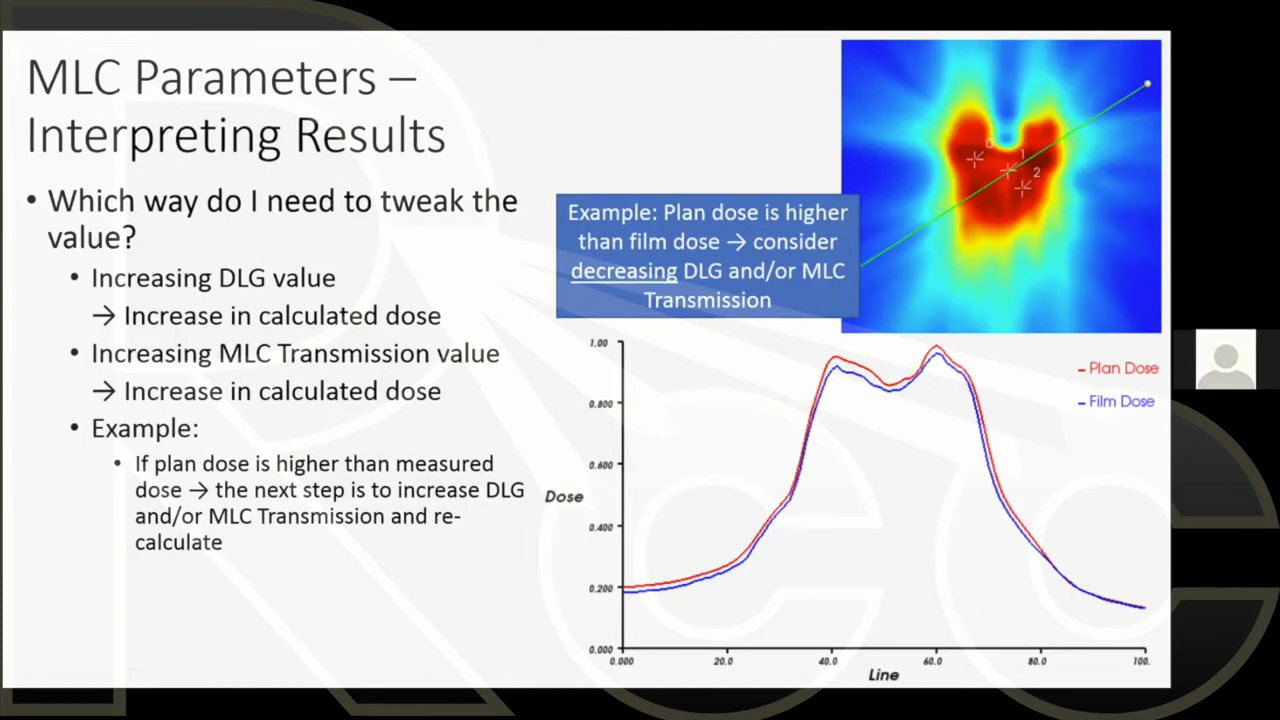 MLC Parameters –
Interpreting Results
• Which way do I need to tweak the
value?
• Increasing DLG value
→ Increase in calculated dose
• Increasing MLC Transmission value
→ Increase in calculated dose
• Example:
• If plan dose is higher than measured
dose → the next step is to increase DLG
and/or MLC Transmission and re-
calculate
Example: Plan dose is higher
than film dose → consider
decreasing DLG and/or MLC
Transmission
0
1
2
1.00
0.800
0.600
0.400
0.200
0.000
Dose
0.000 20.0 40.0 60.0 80.0 100.
Line
Plan Dose
Film Dose